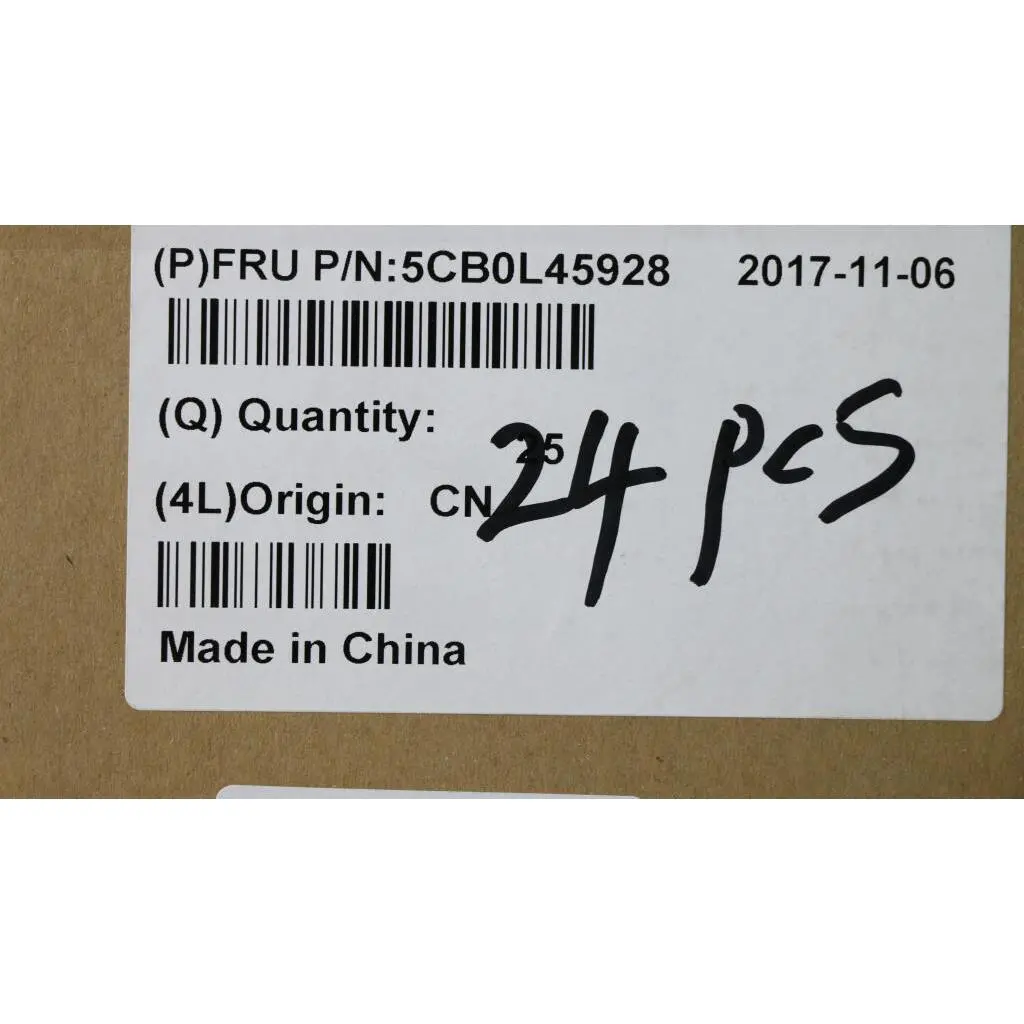 (P)FRU P/N:5CB0L45928 2017-11-06
(Q) Quantity: 25
24 pcs
(4L)Origin: CN
Made in China